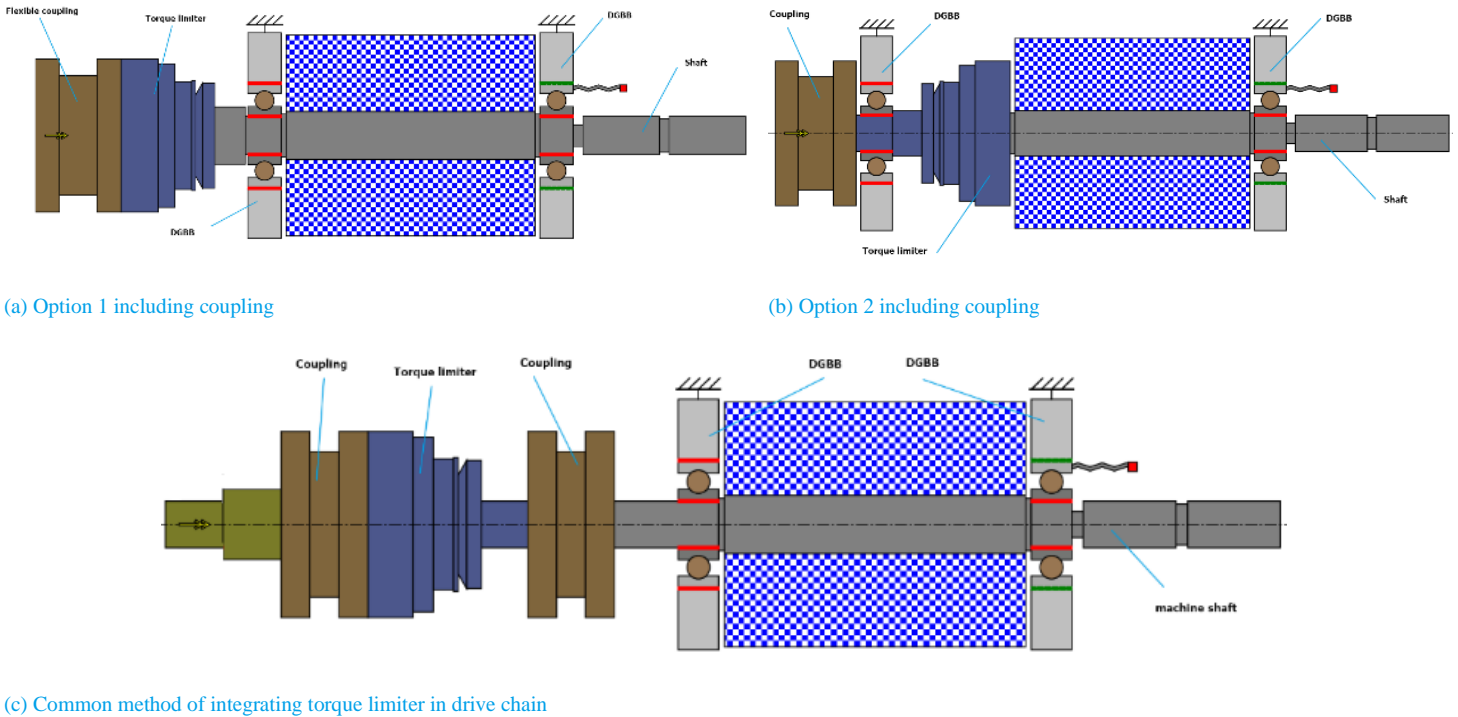 Flexible coupling
Torque limiter
DGBB
Shaft
DGBB
(a) Option 1 including coupling
Coupling
DGBB
DGBB
Shaft
Torque limiter
(b) Option 2 including coupling
Coupling
Torque limiter
Coupling
DGBB
DGBB
machine shaft
(c) Common method of integrating torque limiter in drive chain